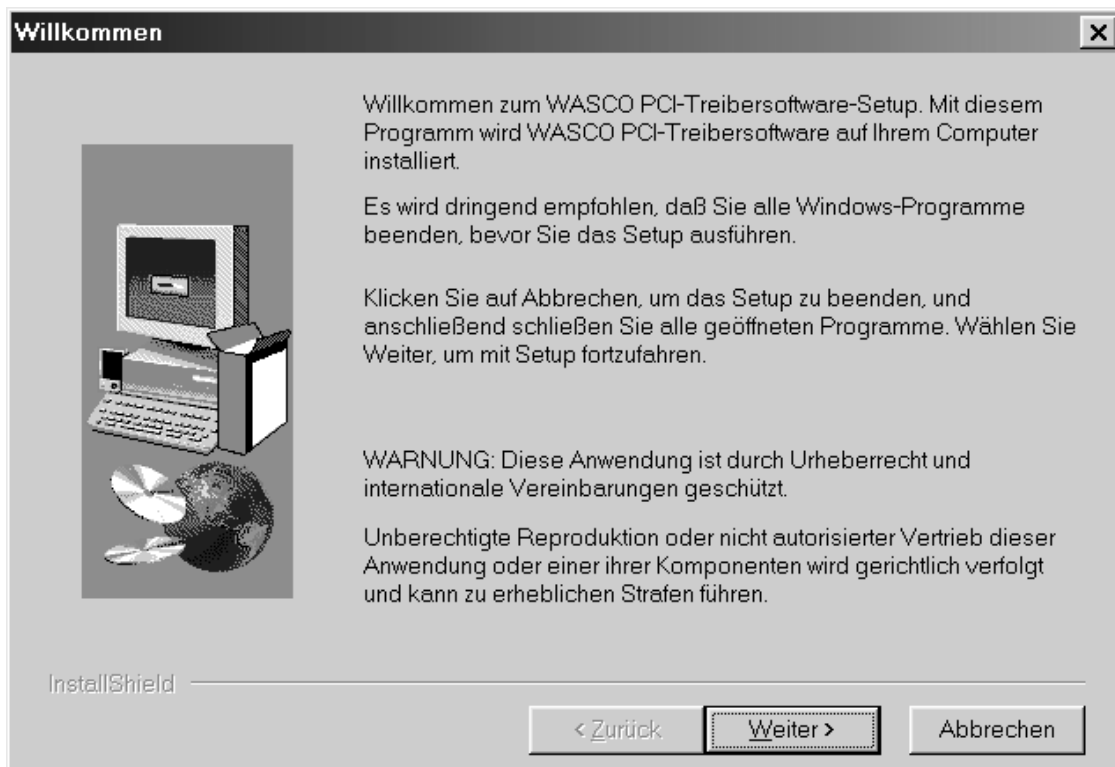 Willkommen
Willkommen zum WASCO PCI-Treibersoftware-Setup. Mit diesem
Programm wird WASCO PCI-Treibersoftware auf Ihrem Computer
installiert.
Es wird dringend empfohlen, daß Sie alle Windows-Programme
beenden, bevor Sie das Setup ausführen.
Klicken Sie auf Abbrechen, um das Setup zu beenden, und
anschließend schließen Sie alle geöffneten Programme. Wählen Sie
Weiter, um mit Setup fortzufahren.
WARNUNG: Diese Anwendung ist durch Urheberrecht und
internationale Vereinbarungen geschützt.
Unberechtigte Reproduktion oder nicht autorisierter Vertrieb dieser
Anwendung oder einer ihrer Komponenten wird gerichtlich verfolgt
und kann zu erheblichen Strafen führen.
InstallShield
< Zurück
Weiter >
Abbrechen